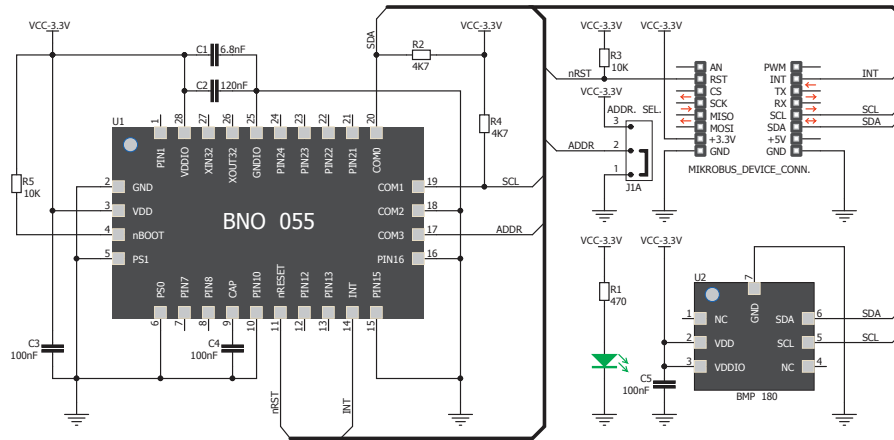 VCC-3.3V
VCC-3.3V
VCC-3.3V
VCC-3.3V
C1 6.8nF
C2 120nF
SDA
R2
4K7
R4
4K7
R3
10K
nRST
VCC-3.3V
ADDR. SEL.
3
ADDR
2
1
J1A
AN
RST
CS
SCK
MISO
MOSI
+3.3V
GND
PWM
INT
TX
RX
SCL
SDA
+5V
GND
INT
SCL
SDA
MIKROBUS_DEVICE_CONN.
U1
1
28
27
26
25
24
23
22
21
20
PIN1
VDDIO
XIN32
XOUT32
GNDIO
PIN24
PIN23
PIN22
PIN21
COM0
R5
10K
2 GND
3 VDD
4 nBOOT
5 PS1
BNO 055
COM1 19 SCL
COM2 18
COM3 17 ADDR
PIN16 16
PS0
PIN7
PIN8
CAP
PIN10
nRESET
PIN12
PIN13
INT
PIN15
6
7
8
9
10
11
12
13
14
15
C3
100nF
C4
100nF
nRST
INT
VCC-3.3V
R1
470
VCC-3.3V
C5
100nF
U2
7
GND
1 NC
2 VDD
3 VDDIO
SDA 6 SDA
SCL 5 SCL
NC 4
BMP 180